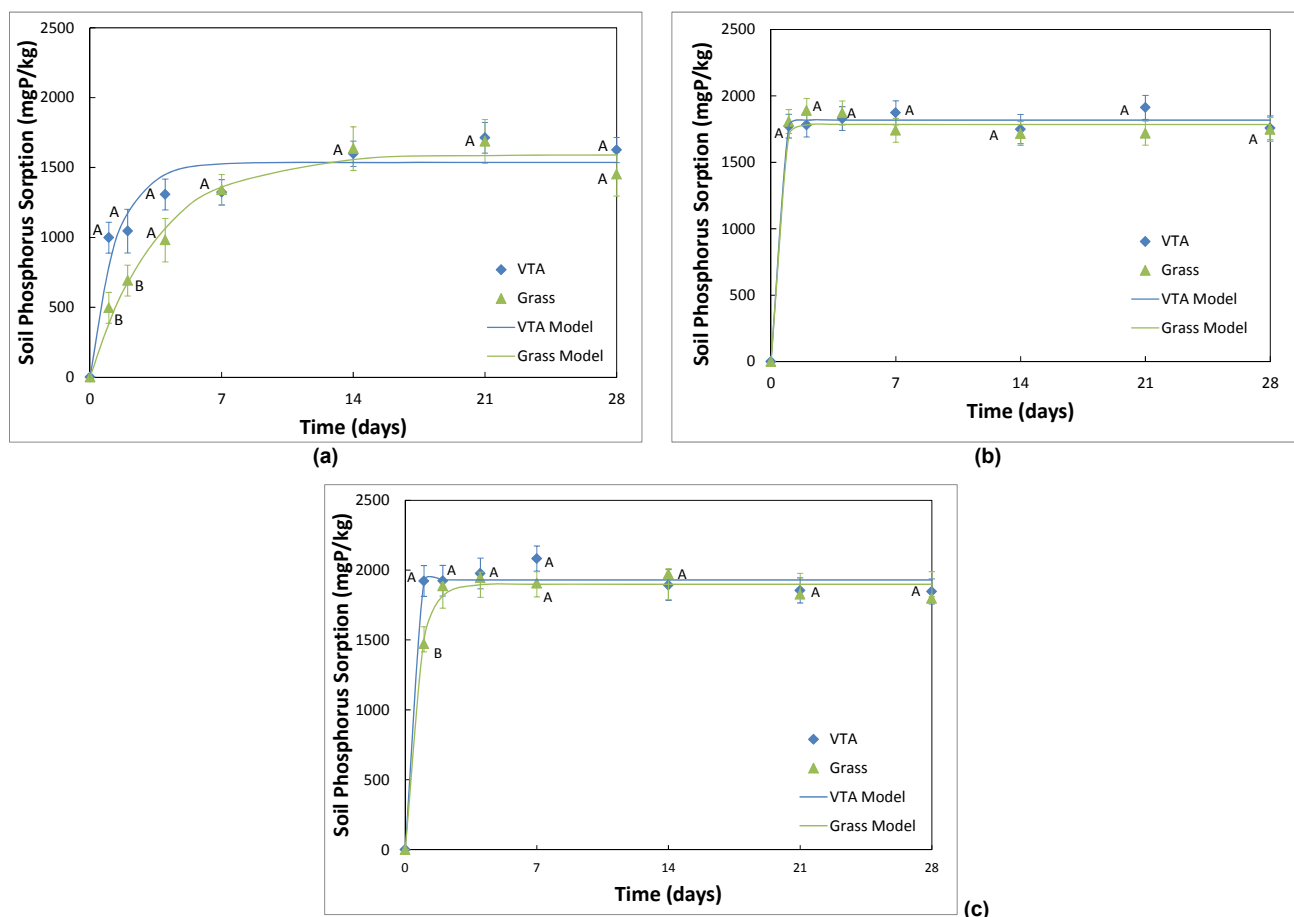 2500
2000
1500
1000
500
0
Soil Phosphorus Sorption (mgP/kg)
A
A
A
A
A
A
A
A
A
B
B
VTA
Grass
VTA Model
Grass Model
0
7
14
21
28
Time (days)
(a)
2500
2000
1500
1000
500
0
Soil Phosphorus Sorption (mgP/kg)
A
A
A
A
A
A
A
VTA
Grass
VTA Model
Grass Model
0
7
14
21
28
Time (days)
(b)
2500
2000
1500
1000
500
0
Soil Phosphorus Sorption (mgP/kg)
A
A
A
A
A
A
A
A
B
VTA
Grass
VTA Model
Grass Model
0
7
14
21
28
Time (days)
(c)